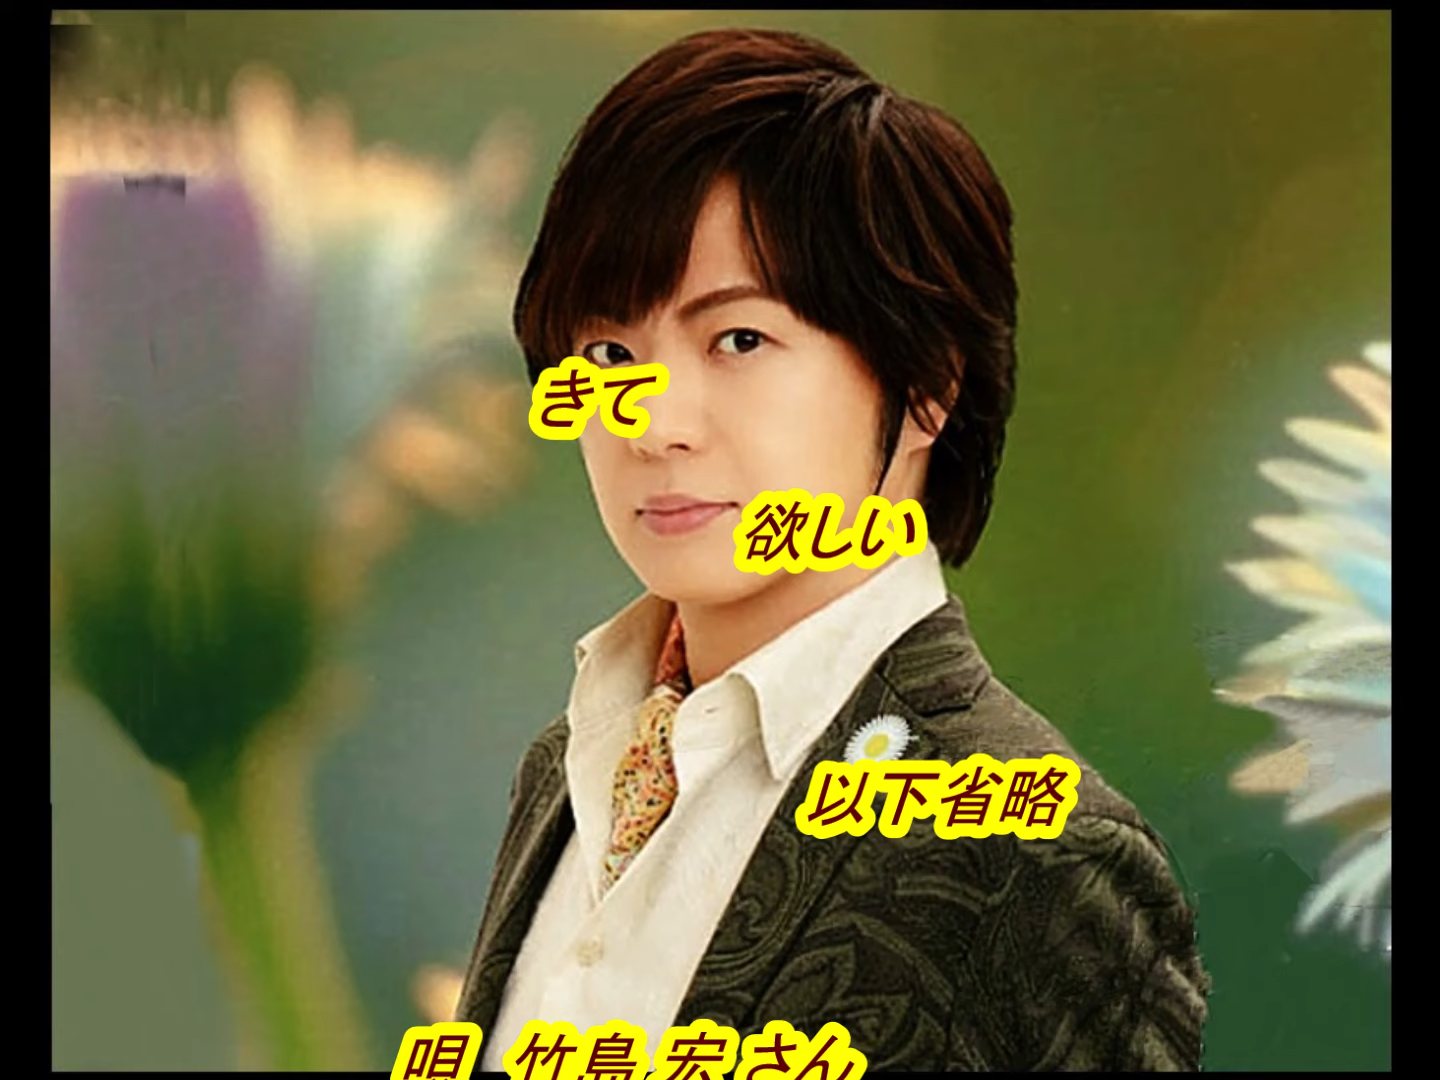 きて
欲しい
以下省略
唄 竹島 宏 さん